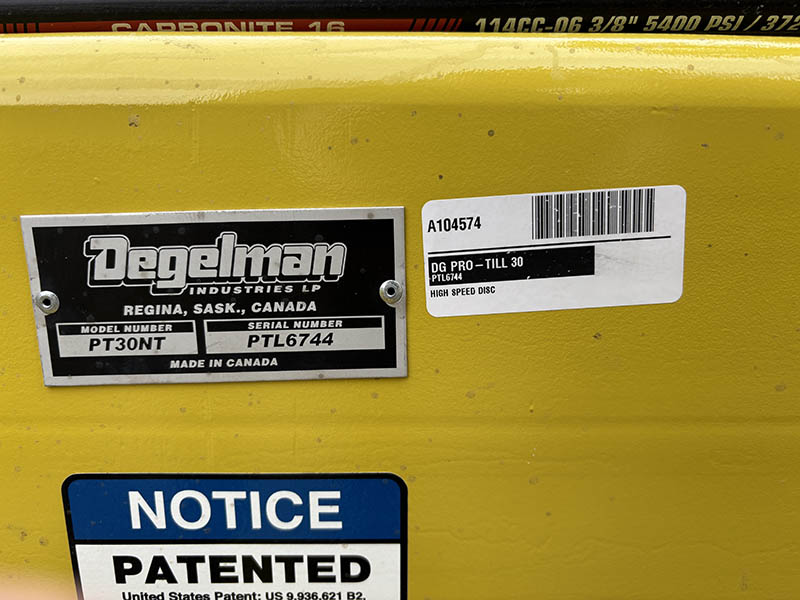 CARBONITE 16
114CC-06 3/8" 5400 PSI / 372
Degelman
INDUSTRIES LP
REGINA, SASK., CANADA
MODEL NUMBER
PT30NT
SERIAL NUMBER
PTL6744
MADE IN CANADA
A104574
DG PRO-TILL 30
PTL6744
HIGH SPEED DISC
NOTICE
PATENTED
United States Patent: US 9,936,621 B2,